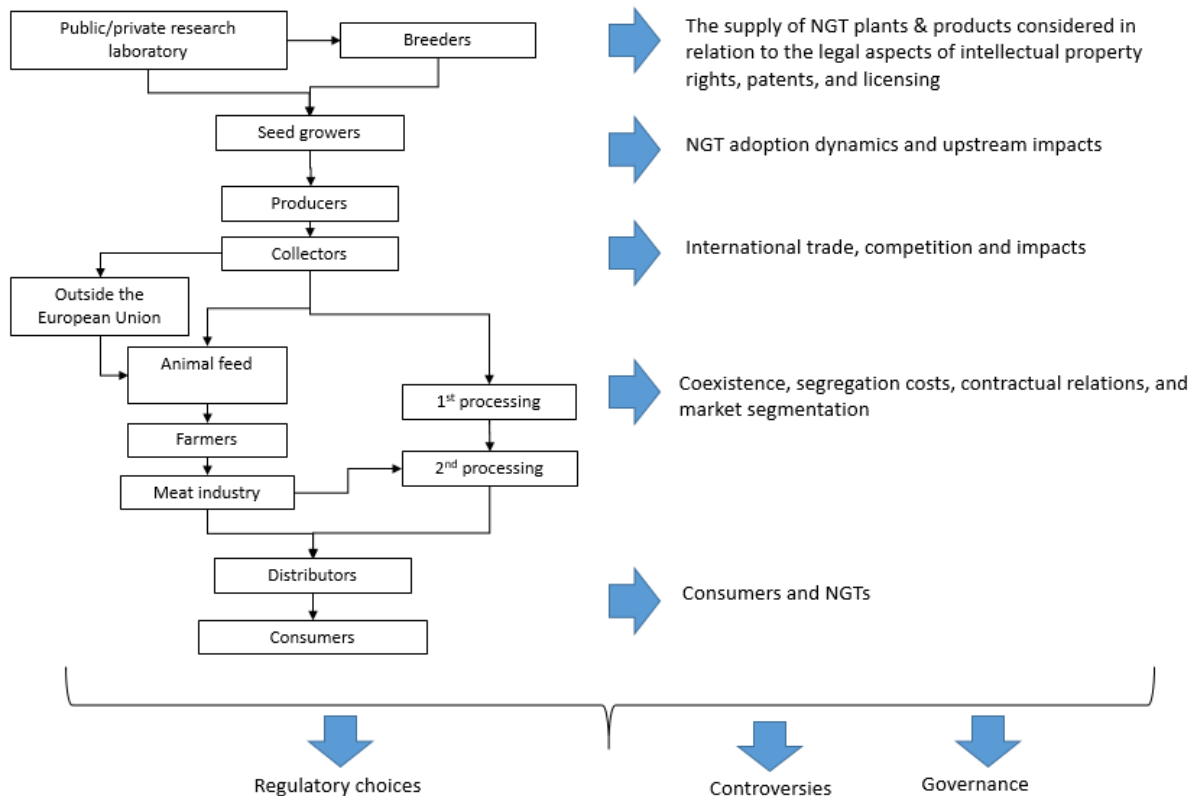 Public/private research
laboratory
Breeders
The supply of NGT plants & products considered in
relation to the legal aspects of intellectual property
rights, patents, and licensing
Seed growers
NGT adoption dynamics and upstream impacts
Producers
Collectors
International trade, competition and impacts
Outside the
European Union
Animal feed
1st processing
Coexistence, segregation costs, contractual relations, and
market segmentation
Farmers
2nd processing
Meat industry
Distributors
Consumers and NGTs
Consumers
Regulatory choices
Controversies
Governance